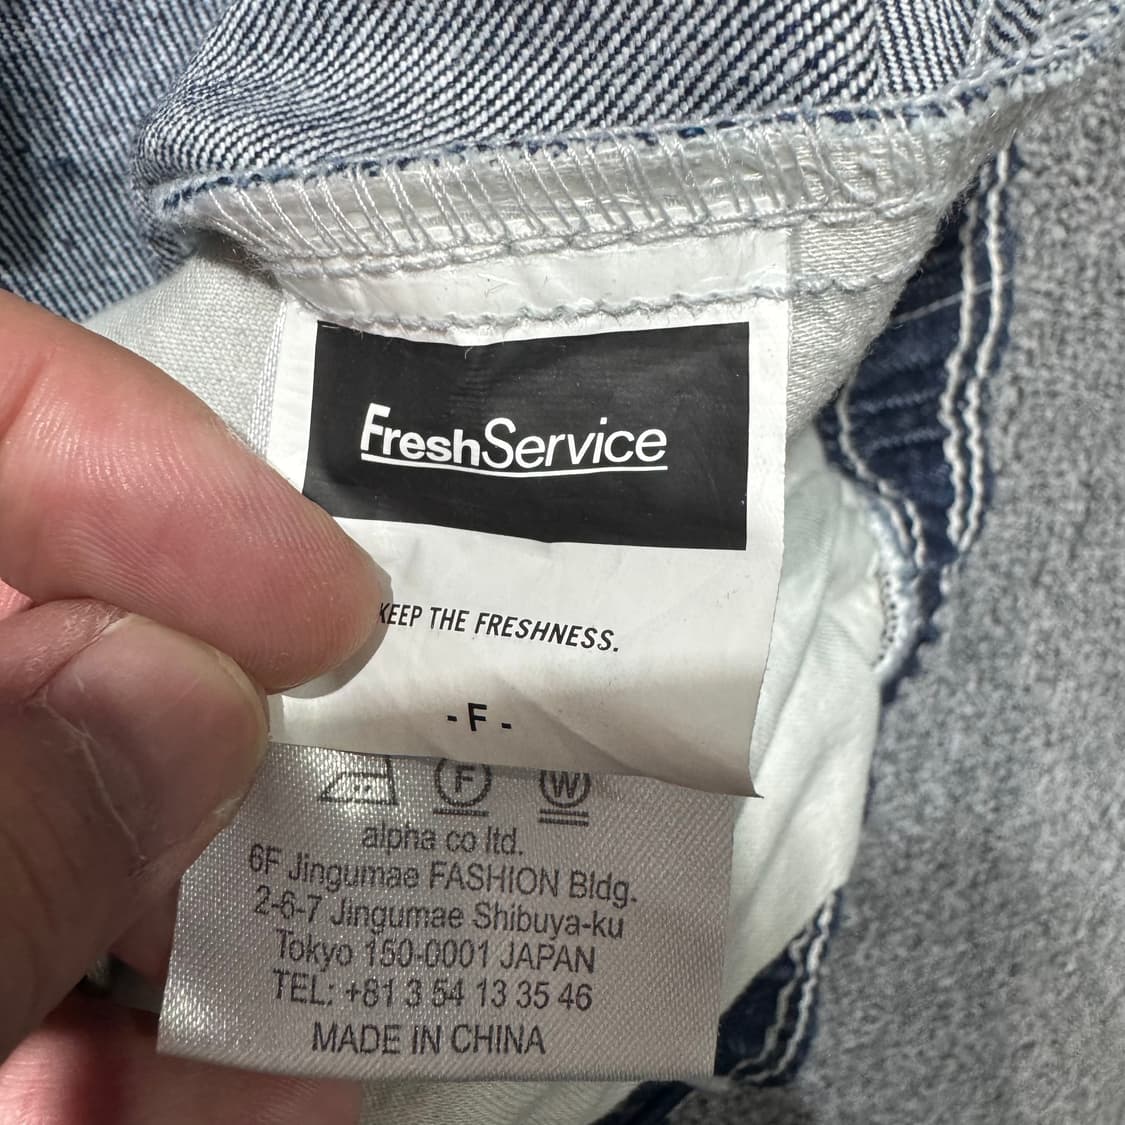 FreshService
KEEP THE FRESHNESS.
-F-
F W
alpha co ltd.
6F Jingumae FASHION Bldg.
2-6-7 Jingumae Shibuya-ku
Tokyo 150-0001 JAPAN
TEL: +81 3 54 13 35 46
MADE IN CHINA